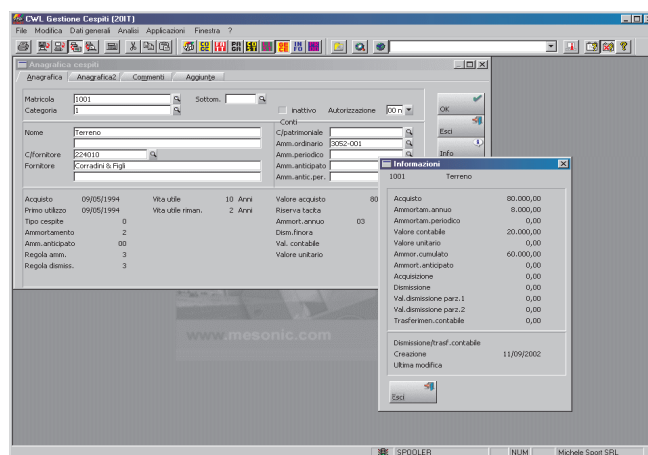 CWL Gestione Cespiti (20IT)
File Modifica Dati generali Analisi Applicazioni Finestra ?
Anagrafica cespiti
Anagrafica Anagrafica2 Commenti Aggiunte
Matricola 1001 Sottom.
Categoria 1 inattivo Autorizzazione 00 n
OK
Conti
Nome Terreno C/patrimoniale
Esci
Amm.ordinario 3052-001
C/fornitore 224010 Amm.periodico
Info
Fornitore Corradini & Figli Amm.anticipato
Amm.antic.per.
Acquisto 09/05/1994 Vita utile 10 Anni Valore acquisto 80
Primo utilizzo 09/05/1994 Vita utile riman. 2 Anni Riserva tacita
Tipo cespite 0 Ammort.annuo 03
Ammortamento 2 Dism.finora
Amm.anticipato 00 Val. contabile
Regola amm. 3 Valore unitario
Regola dismiss. 3
Informazioni
1001 Terreno
Acquisto 80.000,00
Ammortam.annuo 8.000,00
Ammortam.periodico 0,00
Valore contabile 20.000,00
Valore unitario 0,00
Ammor.cumulato 60.000,00
Ammort.anticipato 0,00
Acquisizione 0,00
Dismissione 0,00
Val.dismissione parz.1 0,00
Val.dismissione parz.2 0,00
Trasferimen.contabile 0,00
Dismissione/trasf.contabile
Creazione 11/09/2002
Ultima modifica
Esci
www.mesonic.com
SPOOLER NUM Michele Sport SRL